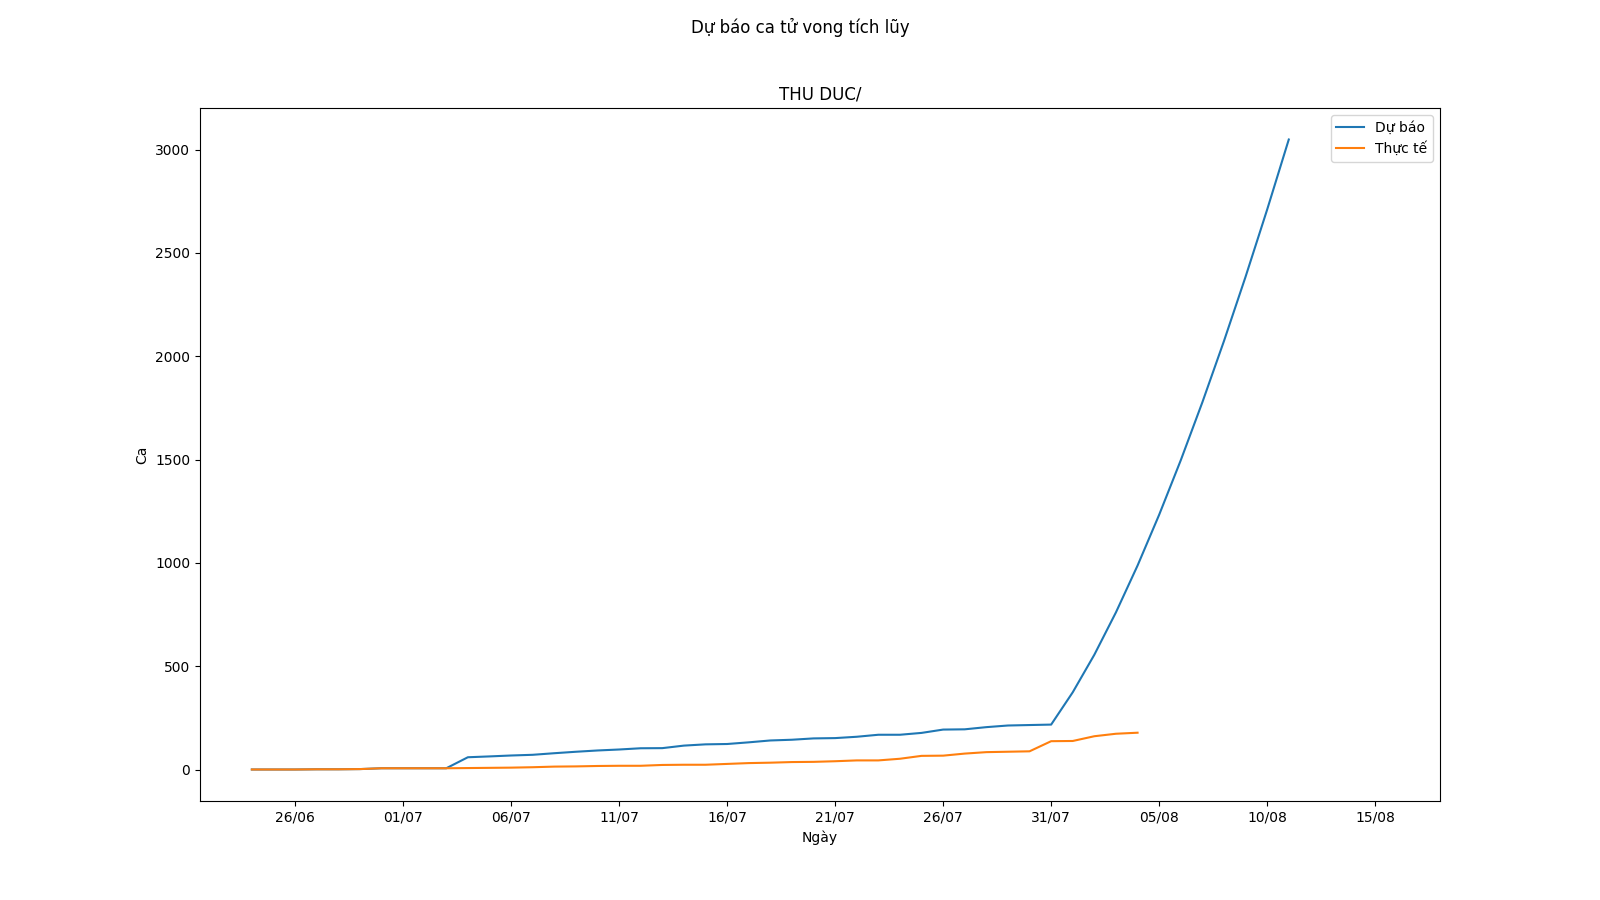 Dự báo ca tử vong tích lũy
THU DUC/
Dự báo
Thực tế
3000
2500
2000
1500
1000
500
0
Ca
26/06 01/07 06/07 11/07 16/07 21/07 26/07 31/07 05/08 10/08 15/08
Ngày